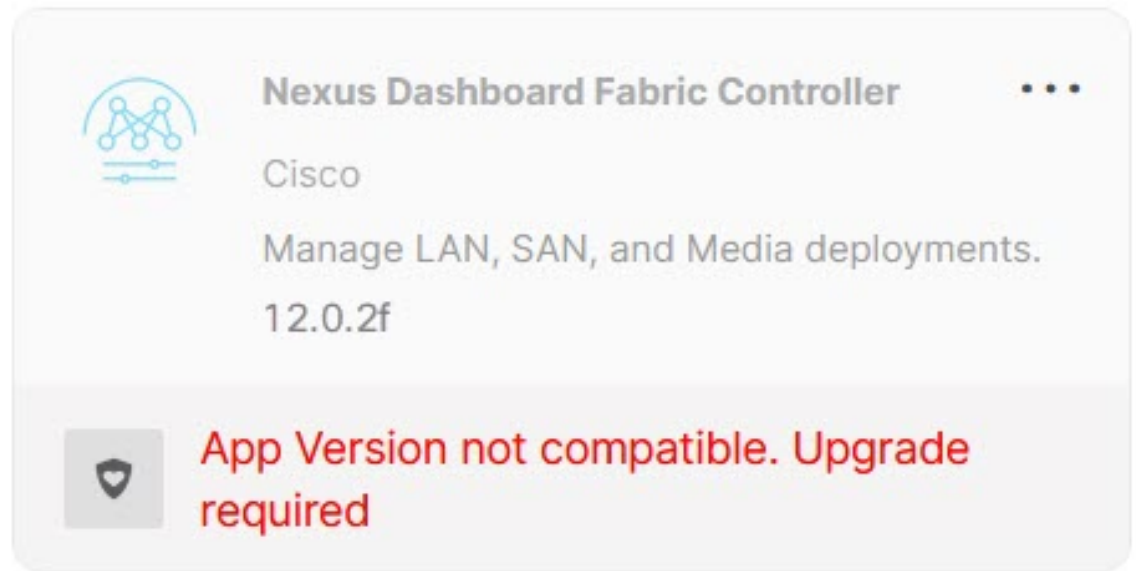 Nexus Dashboard Fabric Controller
Cisco
Manage LAN, SAN, and Media deployments.
12.0.2f
App Version not compatible. Upgrade
required